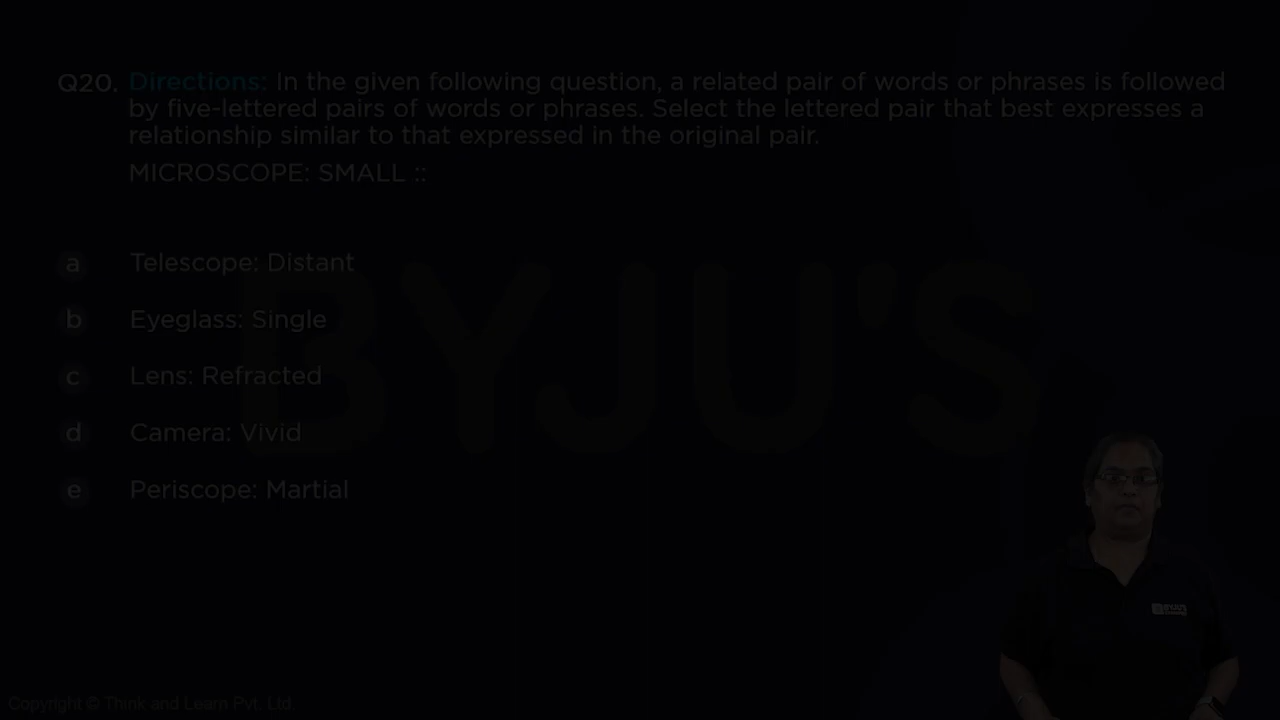 Q20. Directions: In the given following question, a related pair of words or phrases is followed
by five-lettered pairs of words or phrases. Select the lettered pair that best expresses a
relationship similar to that expressed in the original pair.
MICROSCOPE: SMALL ::
a Telescope: Distant
b Eyeglass: Single
c Lens: Refracted
d Camera: Vivid
e Periscope: Martial
BYJU'S
BYJU'S
Copyright © Think and Learn Pvt. Ltd.